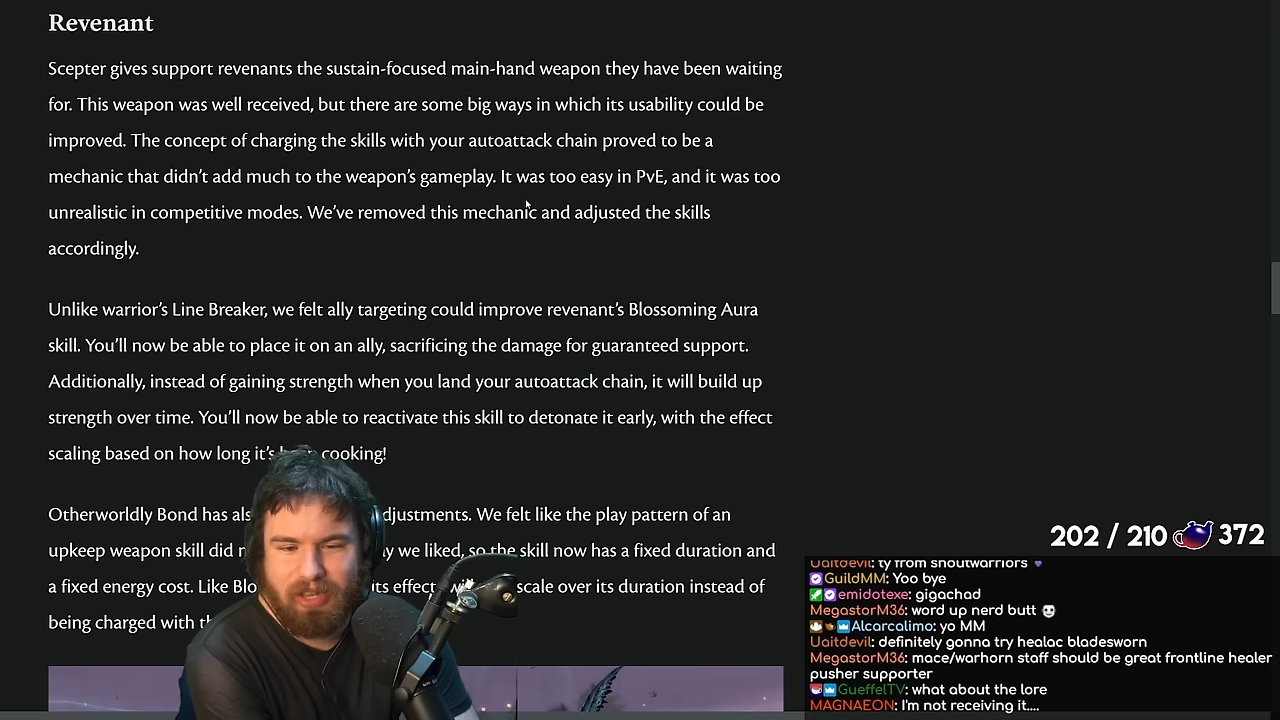 Revenant
Scepter gives support revenants the sustain-focused main-hand weapon they have been waiting
for. This weapon was well received, but there are some big ways in which its usability could be
improved. The concept of charging the skills with your autoattack chain proved to be a
mechanic that didn’t add much to the weapon’s gameplay. It was too easy in PvE, and it was too
unrealistic in competitive modes. We’ve removed this mechanic and adjusted the skills
accordingly.
Unlike warrior’s Line Breaker, we felt ally targeting could improve revenant’s Blossoming Aura
skill. You’ll now be able to place it on an ally, sacrificing the damage for guaranteed support.
Additionally, instead of gaining strength when you land your autoattack chain, it will build up
strength over time. You’ll now be able to reactivate this skill to detonate it early, with the effect
scaling based on how long it’s been cooking!
Otherworldly Bond has djustments. We felt like the play pattern of an
upkeep weapon skill did we liked, so the skill now has a fixed duration and
a fixed energy cost. Like its effect scale over its duration instead of
being charged with
202 / 210 372
Uaitdevil: ty from shoutwarriors
GuildMM: Yoo bye
emidotexe: gigachad
MegastorM36: word up nerd butt
Alcarcalimo: yo MM
Uaitdevil: definitely gonna try healac bladesworn
MegastorM36: mace/warhorn staff should be great frontline healer
pusher supporter
GueffelTV: what about the lore
MAGNAEON: I'm not receiving it....